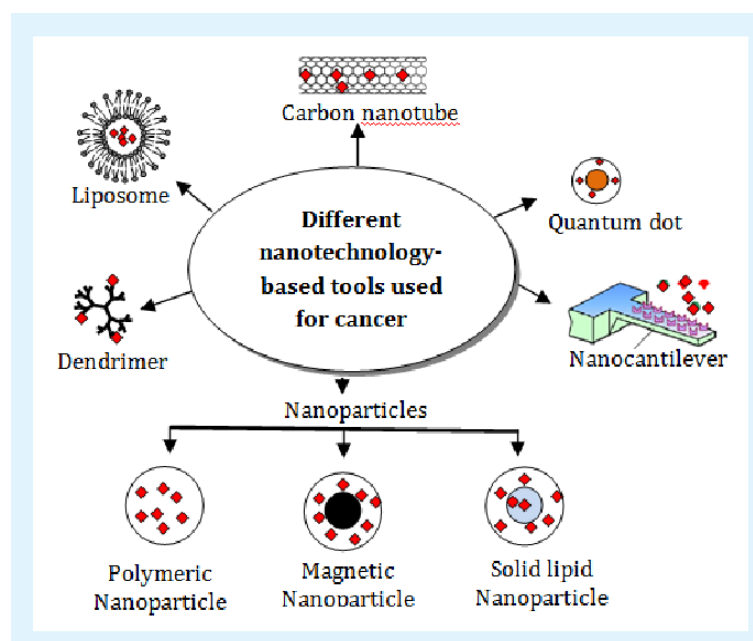 Carbon nanotube
Liposome
Quantum dot
Different
nanotechnology-
based tools used
for cancer
Dendrimer
Nanocantilever
Nanoparticles
Polymeric
Nanoparticle
Magnetic
Nanoparticle
Solid lipid
Nanoparticle